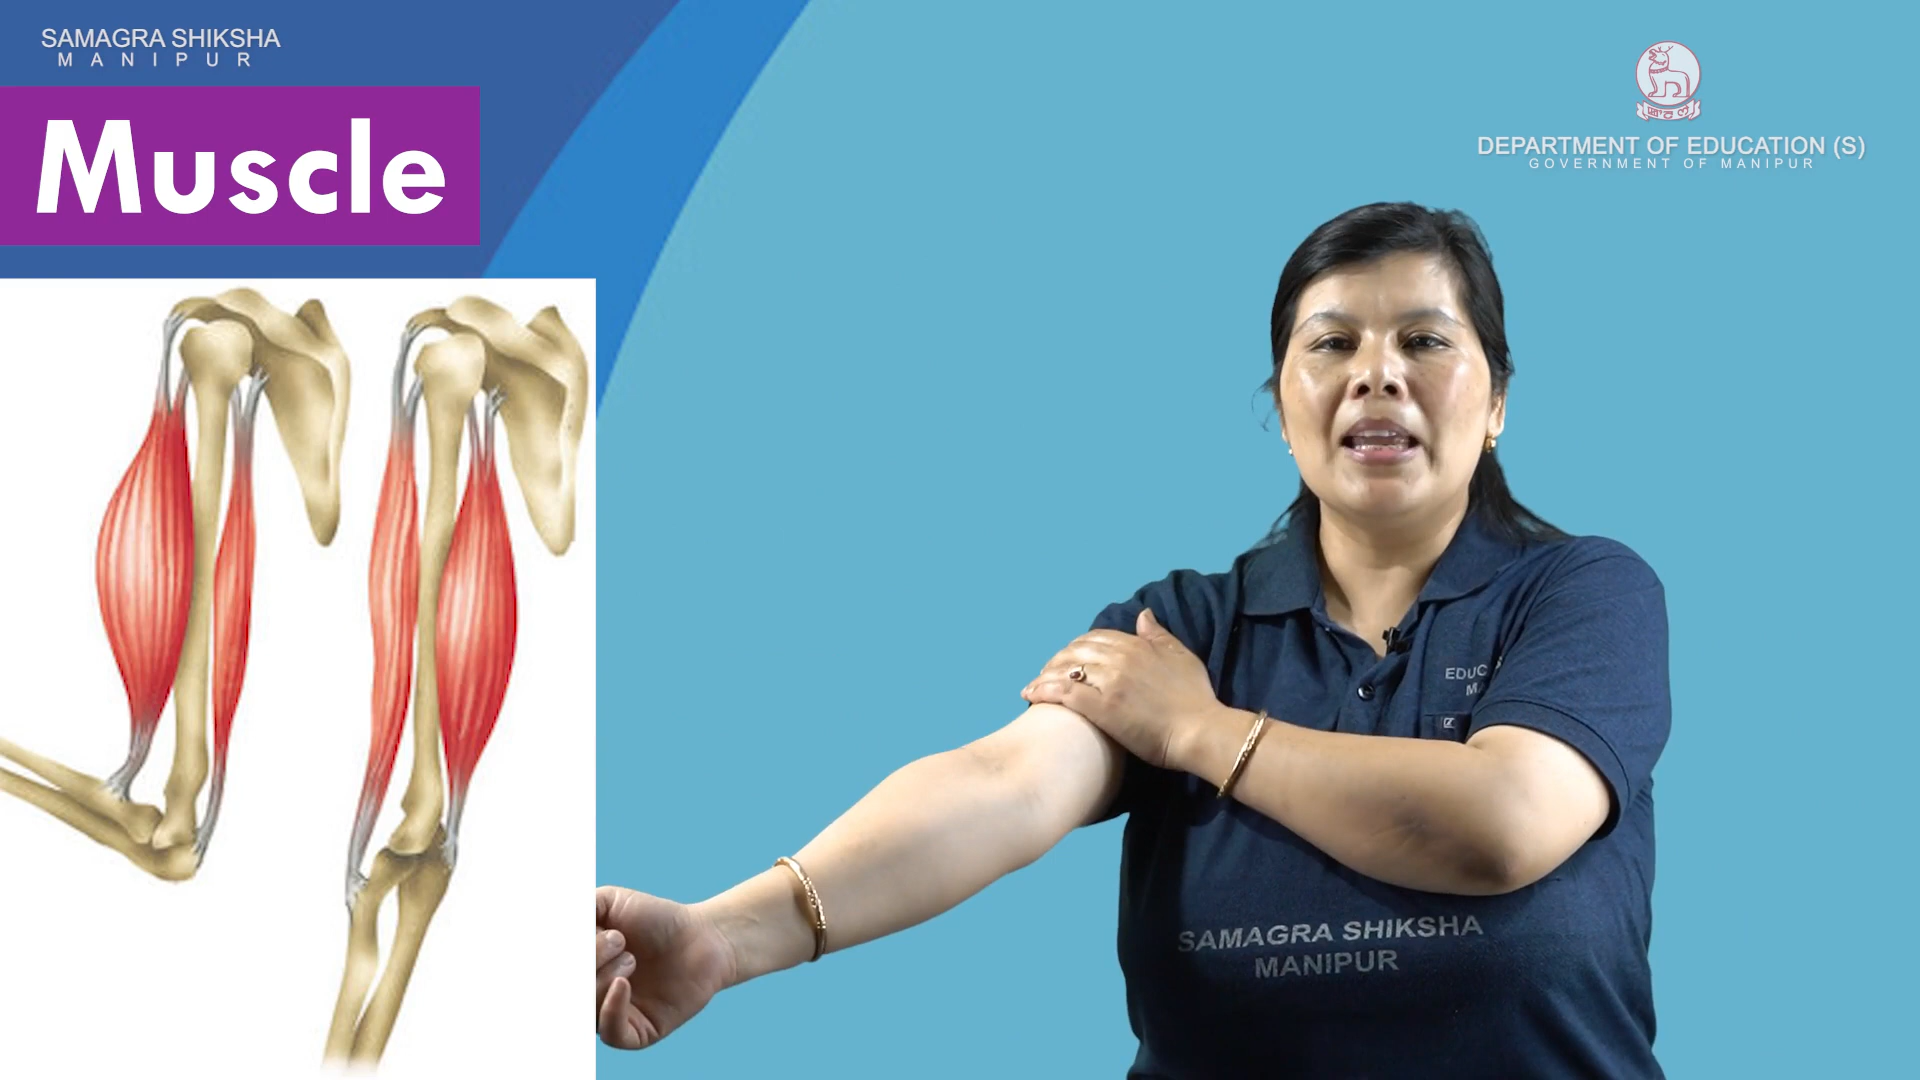 SAMAGRA SHIKSHA
MANIPUR
Muscle
DEPARTMENT OF EDUCATION (S)
GOVERNMENT OF MANIPUR
SAMAGRA SHIKSHA
MANIPUR